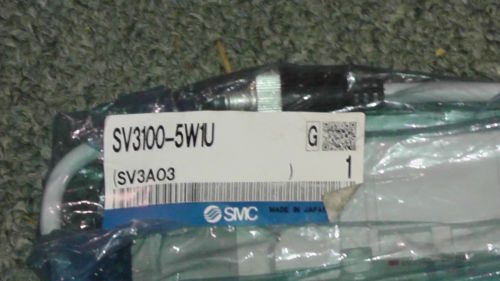 SV3100-5W1U
G
(SV3A03 )
1
SMC MADE IN JAPAN